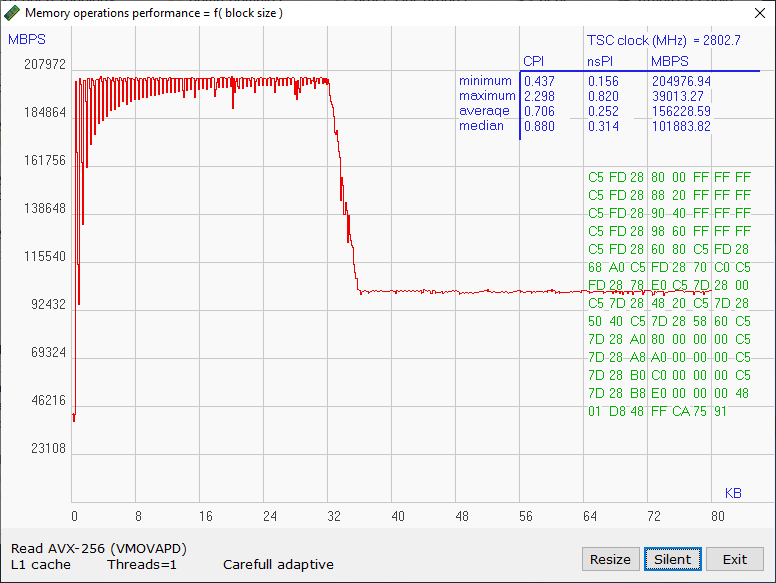 Memory operations performance = f( block size )
MBPS
TSC clock (MHz) = 2802.7
CPI nsPI MBPS
minimum 0.437 0.156 204976.94
maximum 2.298 0.820 39013.27
average 0.706 0.252 156228.59
median 0.880 0.314 101883.82
207972
184864
161756
138648
115540
92432
69324
46216
23108
C5 FD 28 80 00 FF FF FF
C5 FD 28 88 20 FF FF FF
C5 FD 28 90 40 FF FF FF
C5 FD 28 98 60 FF FF FF
C5 FD 28 60 80 C5 FD 28
68 A0 C5 FD 28 70 C0 C5
FD 28 78 E0 C5 7D 28 00
C5 7D 28 48 20 C5 7D 28
50 40 C5 7D 28 58 60 C5
7D 28 A0 80 00 00 00 C5
7D 28 A8 A0 00 00 00 C5
7D 28 B0 C0 00 00 00 C5
7D 28 B8 E0 00 00 00 48
01 D8 48 FF CA 75 91
KB
0 8 16 24 32 40 48 56 64 72 80
Read AVX-256 (VMOVAPD)
L1 cache Threads=1 Carefull adaptive
Resize Silent Exit